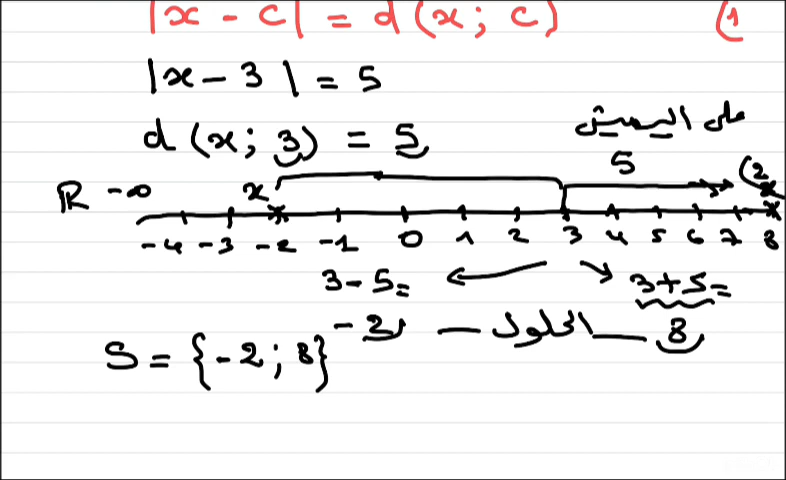 |x - c| = d(x; c) (1
|x - 3| = 5
d(x; 3) = 5
على اليمين
5 (2
ℝ -∞ x x
-4 -3 -2 -1 0 1 2 3 4 5 6 7 8
3 - 5 = 3 + 5 =
-2 الحلول 8
S = {-2; 8}